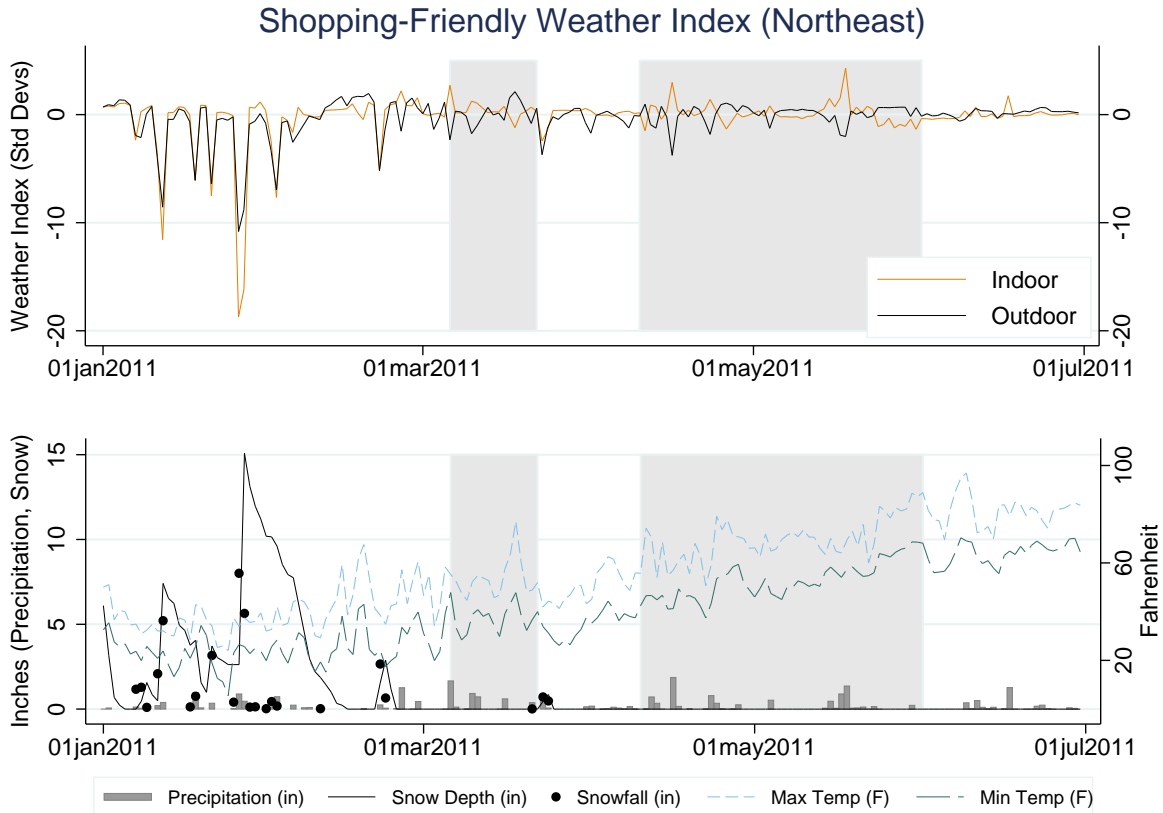 Shopping-Friendly Weather Index (Northeast)
Weather Index (Std Devs)
0
-10
-20
0
-10
-20
Indoor
Outdoor
01jan2011 01mar2011 01may2011 01jul2011
Inches (Precipitation, Snow)
15
10
5
0
100
60
20
Fahrenheit
01jan2011 01mar2011 01may2011 01jul2011
Precipitation (in) Snow Depth (in) Snowfall (in) Max Temp (F) Min Temp (F)